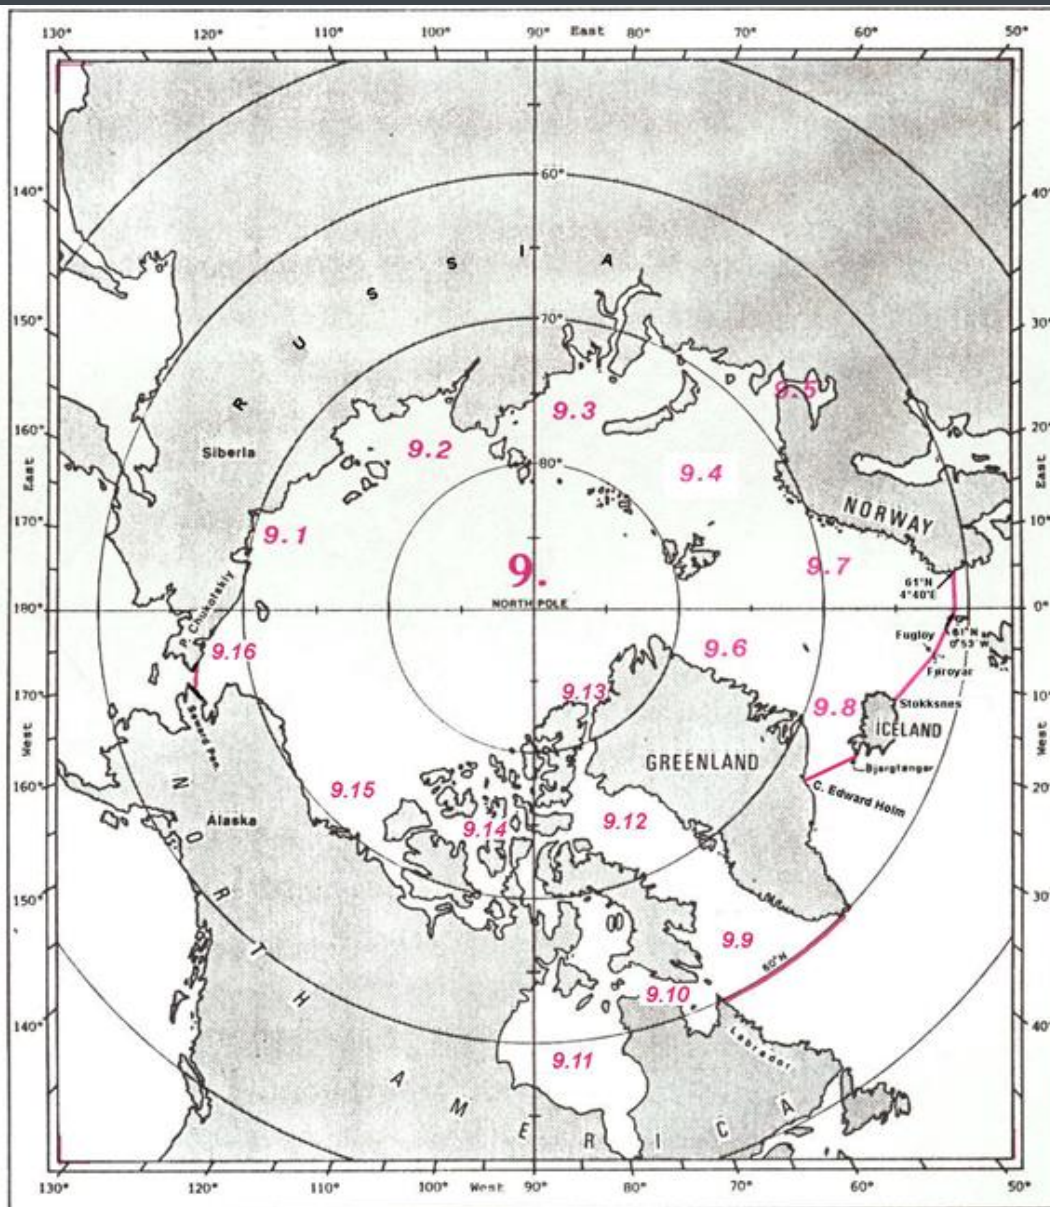 130° 120° 110° 100° 90° East 80° 70° 60° 50°
60°
140° 40°
R U S S I A
70°
150° 30°
9.5
9.3
160° 9.2 80° 20°
Siberia
9.4
East NORWAY East
170° 9.1 10°
9. 9.7
61°N
4°40'E
NORTH POLE
180° 0°
P. Chukotskiy
61°N
0°53'W
Fugloy
9.16 9.6
Føroyar
170° 9.13 10°
9.8 Stokksnes
Seward Pen. ICELAND
West West
GREENLAND
Bjargtangar
160° 9.15 20°
C. Edward Holm
Alaska 9.14 9.12
150° 30°
9.9
60°N
9.10
140° 40°
Labrador
9.11
N O R T H A M E R I C A
130° 120° 110° 100° West 90° 80° 70° 60° 50°